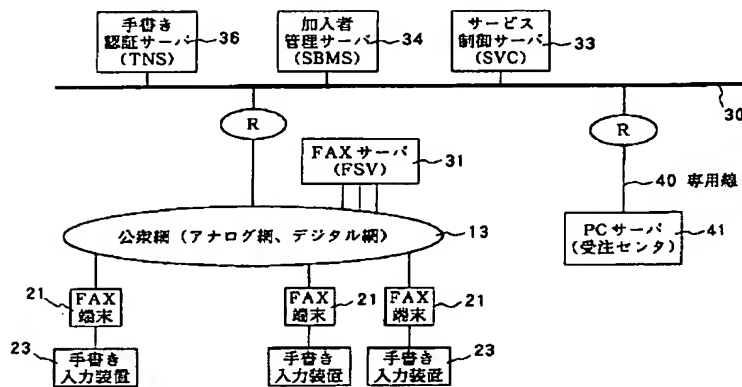 手書き
認証サーバ
(TNS)
36
加入者
管理サーバ
(SBMS)
34
サービス
制御サーバ
(SVC)
33
30
R
R
FAX サーバ
(FSV)
31
40 専用線
公衆網(アナログ網、デジタル網)
13
PCサーバ
(受注センタ)
41
21
FAX
端末
FAX
端末
21
FAX
端末
21
23
手書き
入力装置
手書き
入力装置
手書き
入力装置
23